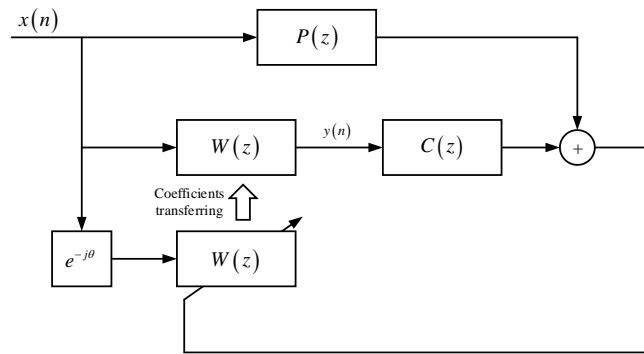 x(n)
P(z)
W(z)
y(n)
C(z)
+
Coefficients
transferring
e^{-jθ}
W(z)